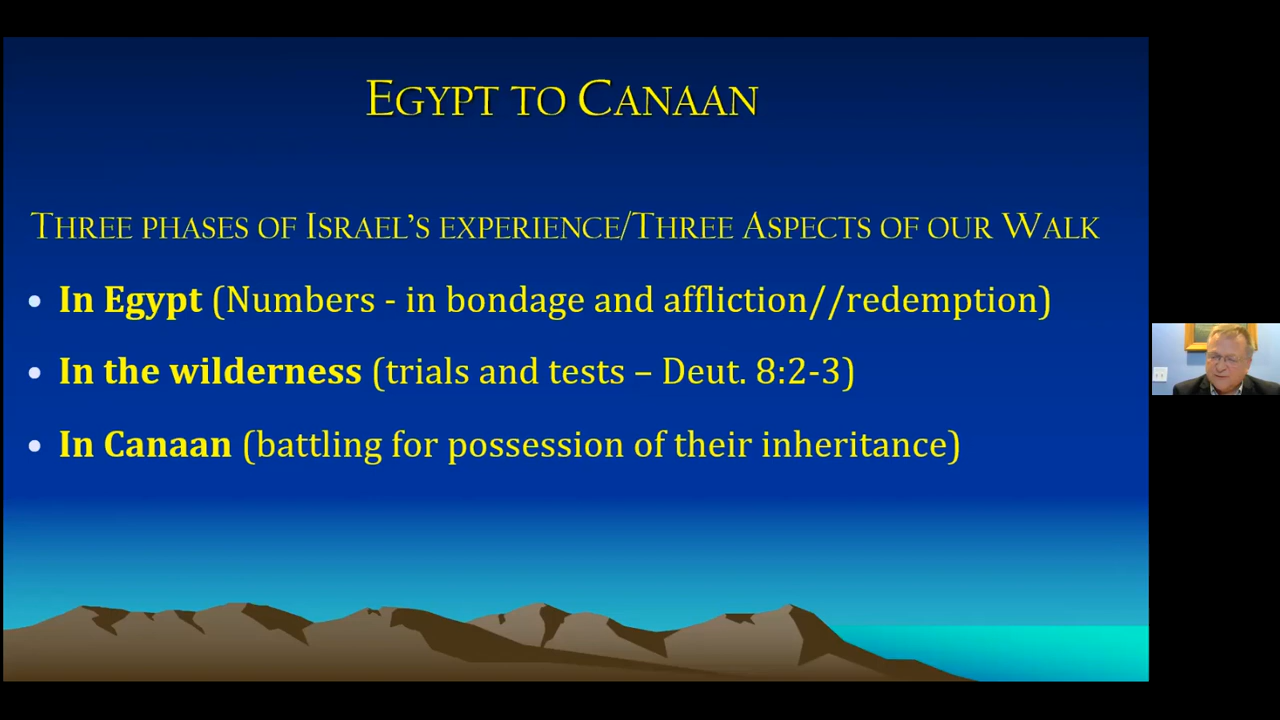 EGYPT TO CANAAN
THREE PHASES OF ISRAEL’S EXPERIENCE/THREE ASPECTS OF OUR WALK
• In Egypt (Numbers - in bondage and affliction//redemption)
• In the wilderness (trials and tests – Deut. 8:2-3)
• In Canaan (battling for possession of their inheritance)